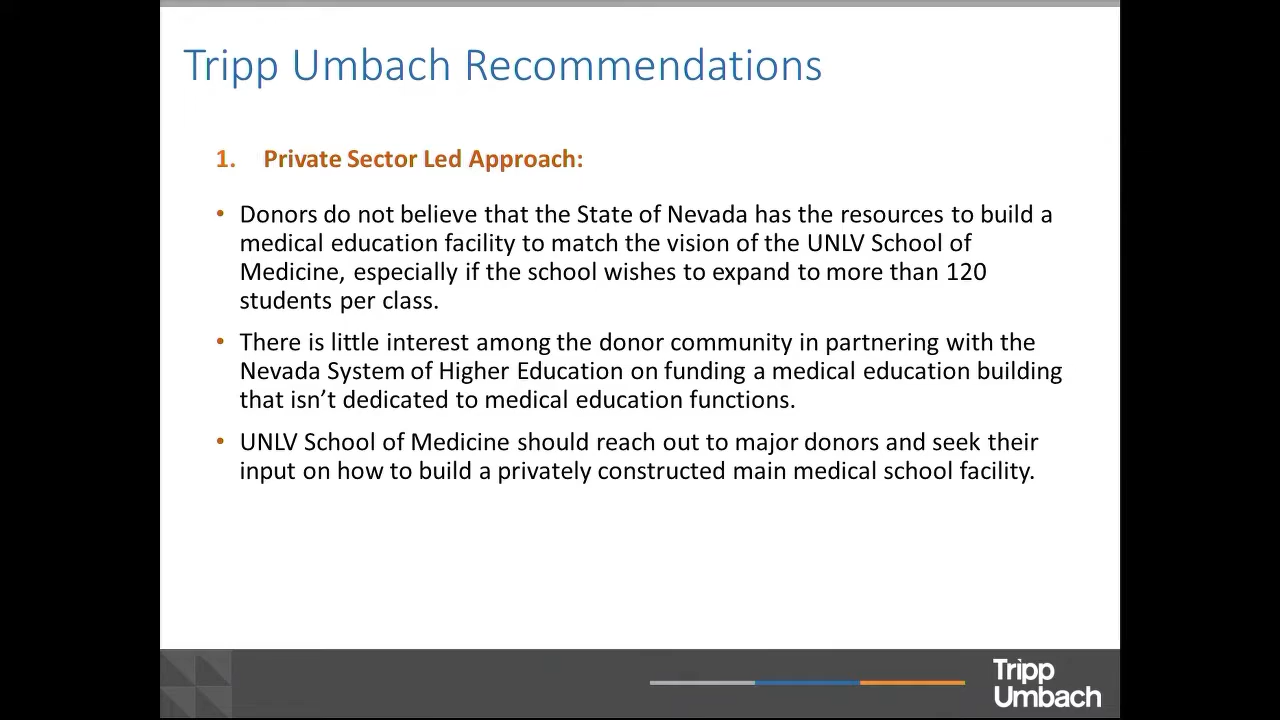 Tripp Umbach Recommendations
1. Private Sector Led Approach:
• Donors do not believe that the State of Nevada has the resources to build a
medical education facility to match the vision of the UNLV School of
Medicine, especially if the school wishes to expand to more than 120
students per class.
• There is little interest among the donor community in partnering with the
Nevada System of Higher Education on funding a medical education building
that isn’t dedicated to medical education functions.
• UNLV School of Medicine should reach out to major donors and seek their
input on how to build a privately constructed main medical school facility.
Tripp
Umbach